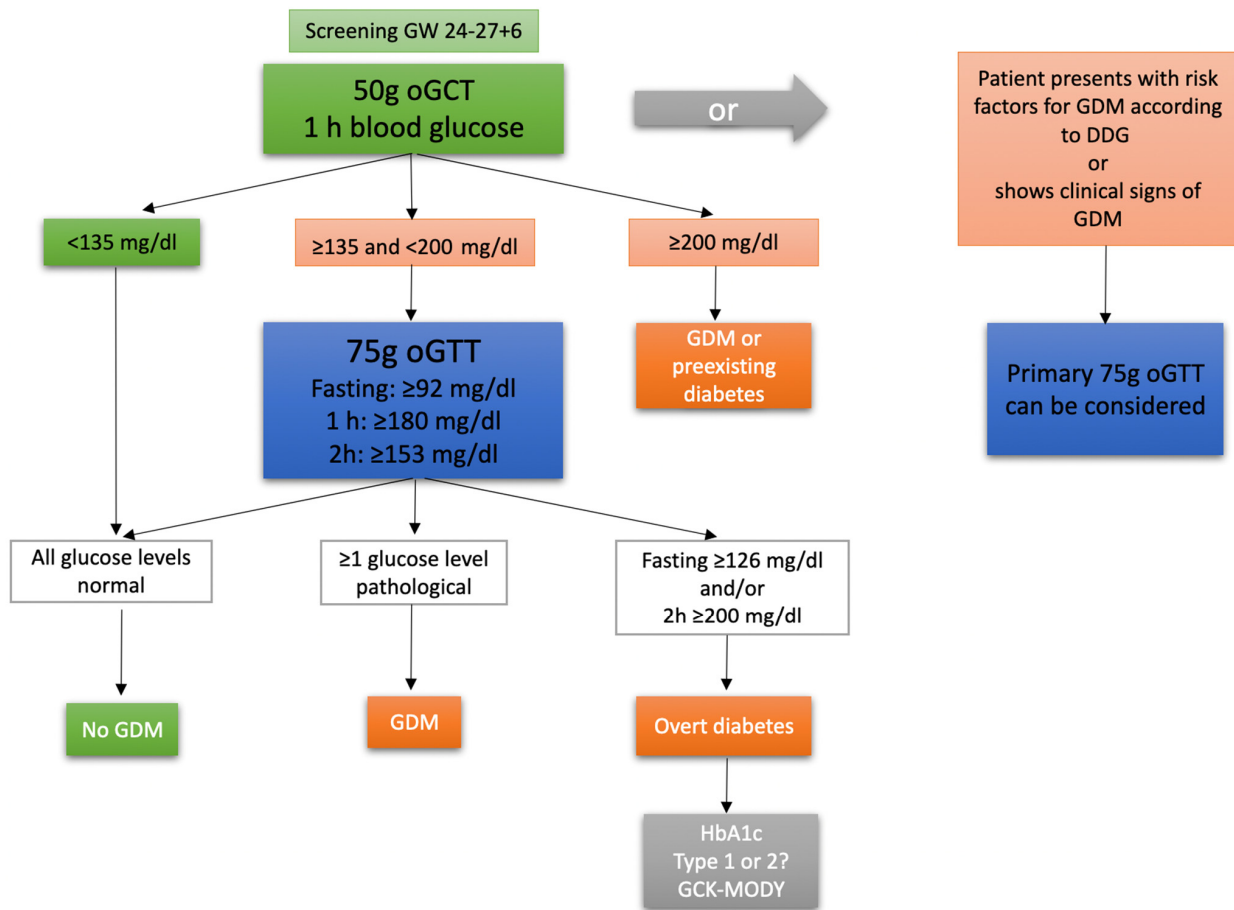 Screening GW 24-27+6
50g oGCT
1 h blood glucose
or
Patient presents with risk
factors for GDM according
to DDG
or
shows clinical signs of
GDM
<135 mg/dl
≥135 and <200 mg/dl
≥200 mg/dl
75g oGTT
Fasting: ≥92 mg/dl
1 h: ≥180 mg/dl
2h: ≥153 mg/dl
GDM or
preexisting
diabetes
Primary 75g oGTT
can be considered
All glucose levels
normal
≥1 glucose level
pathological
Fasting ≥126 mg/dl
and/or
2h ≥200 mg/dl
No GDM
GDM
Overt diabetes
HbA1c
Type 1 or 2?
GCK-MODY